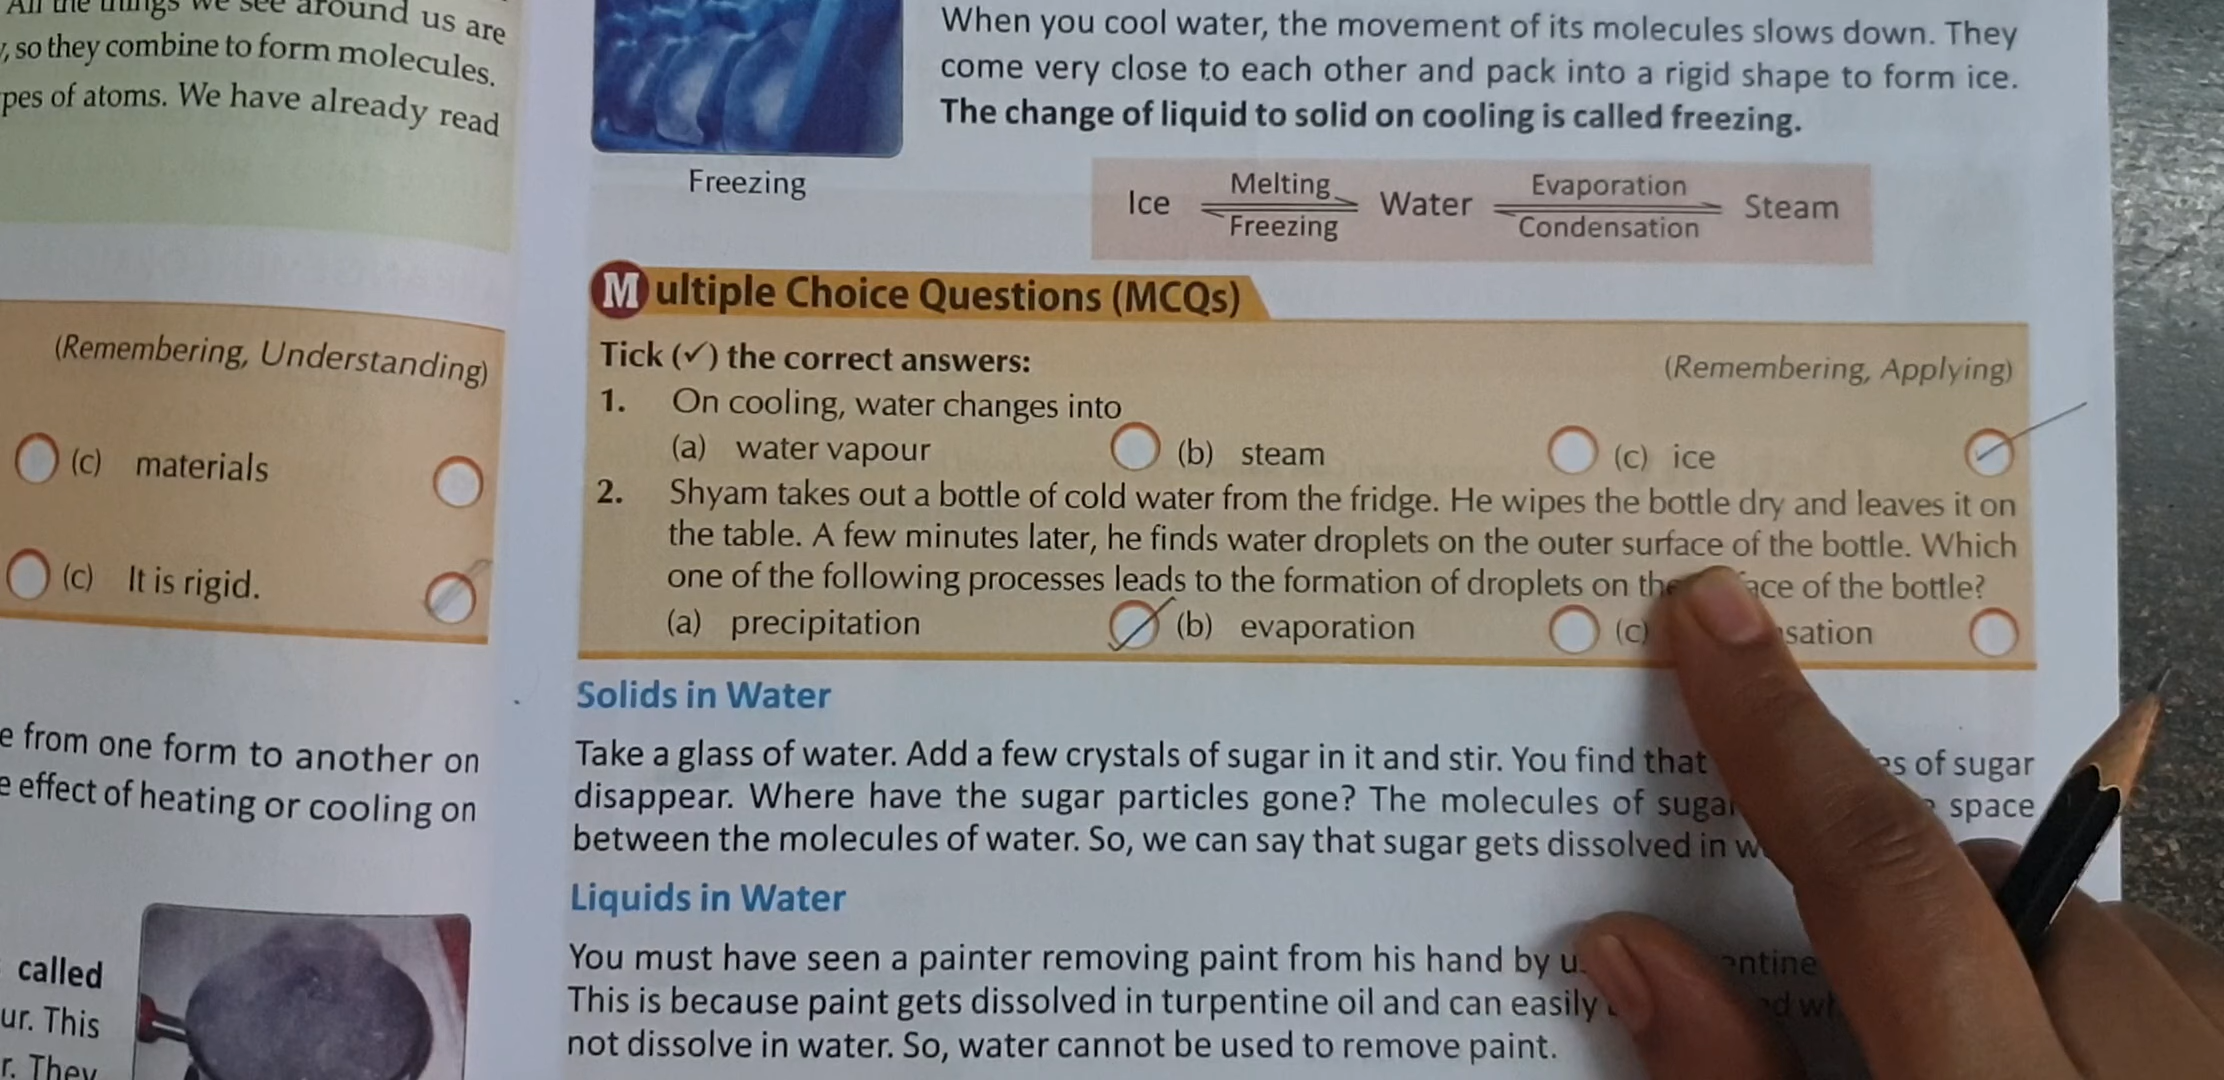 All the things we see around us are
, so they combine to form molecules.
pes of atoms. We have already read
(Remembering, Understanding)
(c) materials
(c) It is rigid.
e from one form to another on
e effect of heating or cooling on
called
ur. This
r. They
When you cool water, the movement of its molecules slows down. They
come very close to each other and pack into a rigid shape to form ice.
The change of liquid to solid on cooling is called freezing.
Freezing
Ice Melting Freezing Water Evaporation Condensation Steam
Multiple Choice Questions (MCQs)
Tick (✓) the correct answers: (Remembering, Applying)
1. On cooling, water changes into
(a) water vapour (b) steam (c) ice
2. Shyam takes out a bottle of cold water from the fridge. He wipes the bottle dry and leaves it on
the table. A few minutes later, he finds water droplets on the outer surface of the bottle. Which
one of the following processes leads to the formation of droplets on the ace of the bottle?
(a) precipitation (b) evaporation (c) sation
Solids in Water
Take a glass of water. Add a few crystals of sugar in it and stir. You find that es of sugar
disappear. Where have the sugar particles gone? The molecules of sugar space
between the molecules of water. So, we can say that sugar gets dissolved in w
Liquids in Water
You must have seen a painter removing paint from his hand by u entine
This is because paint gets dissolved in turpentine oil and can easily
not dissolve in water. So, water cannot be used to remove paint.